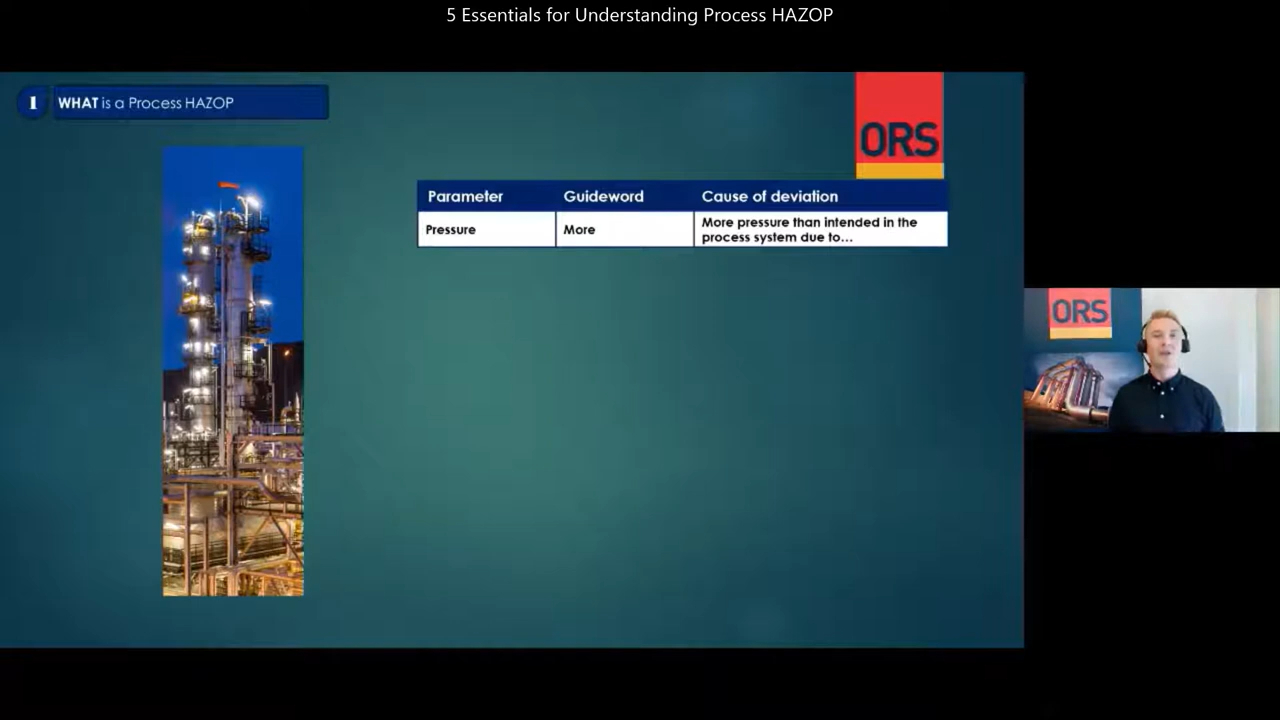 5 Essentials for Understanding Process HAZOP
1 WHAT is a Process HAZOP
ORS
Parameter Guideword Cause of deviation
Pressure More More pressure than intended in the
process system due to...
ORS